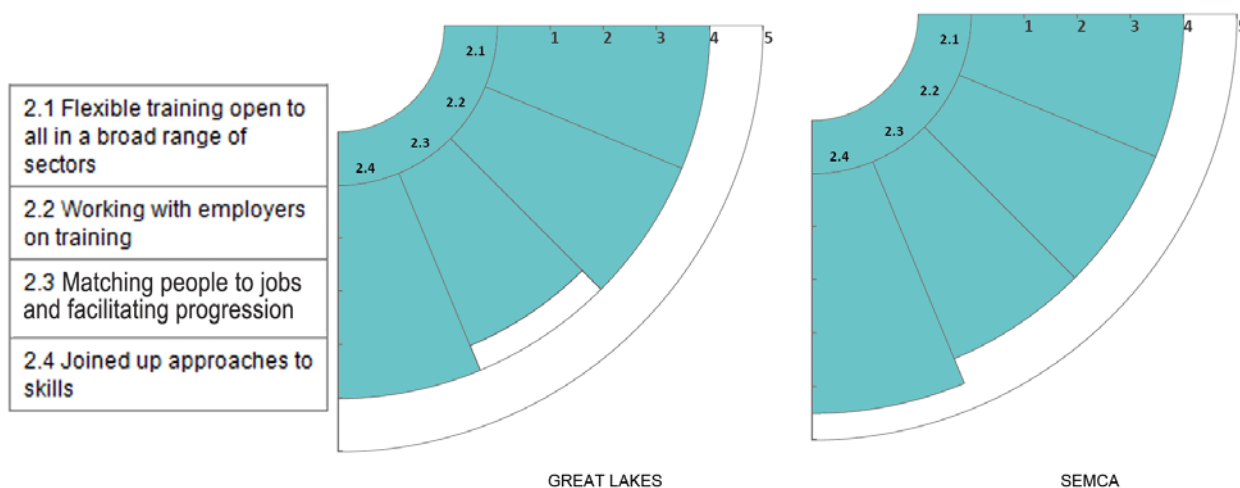 2.1 Flexible training open to
all in a broad range of
sectors
2.2 Working with employers
on training
2.3 Matching people to jobs
and facilitating progression
2.4 Joined up approaches to
skills
1 2 3 4 5
2.1
2.2
2.3
2.4
GREAT LAKES
1 2 3 4
2.1
2.2
2.3
2.4
SEMCA